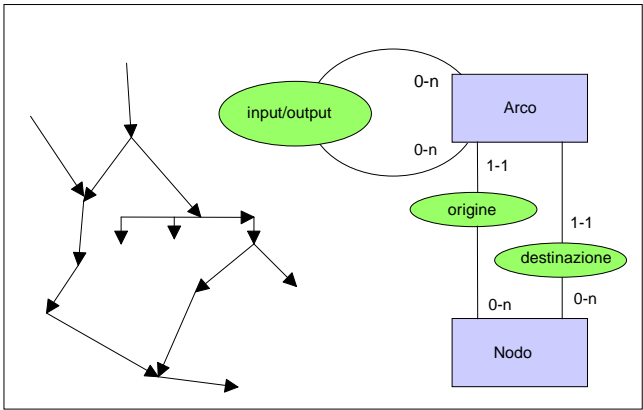 0-n
Arco
input/output
0-n
1-1
origine
1-1
destinazione
0-n
0-n
Nodo